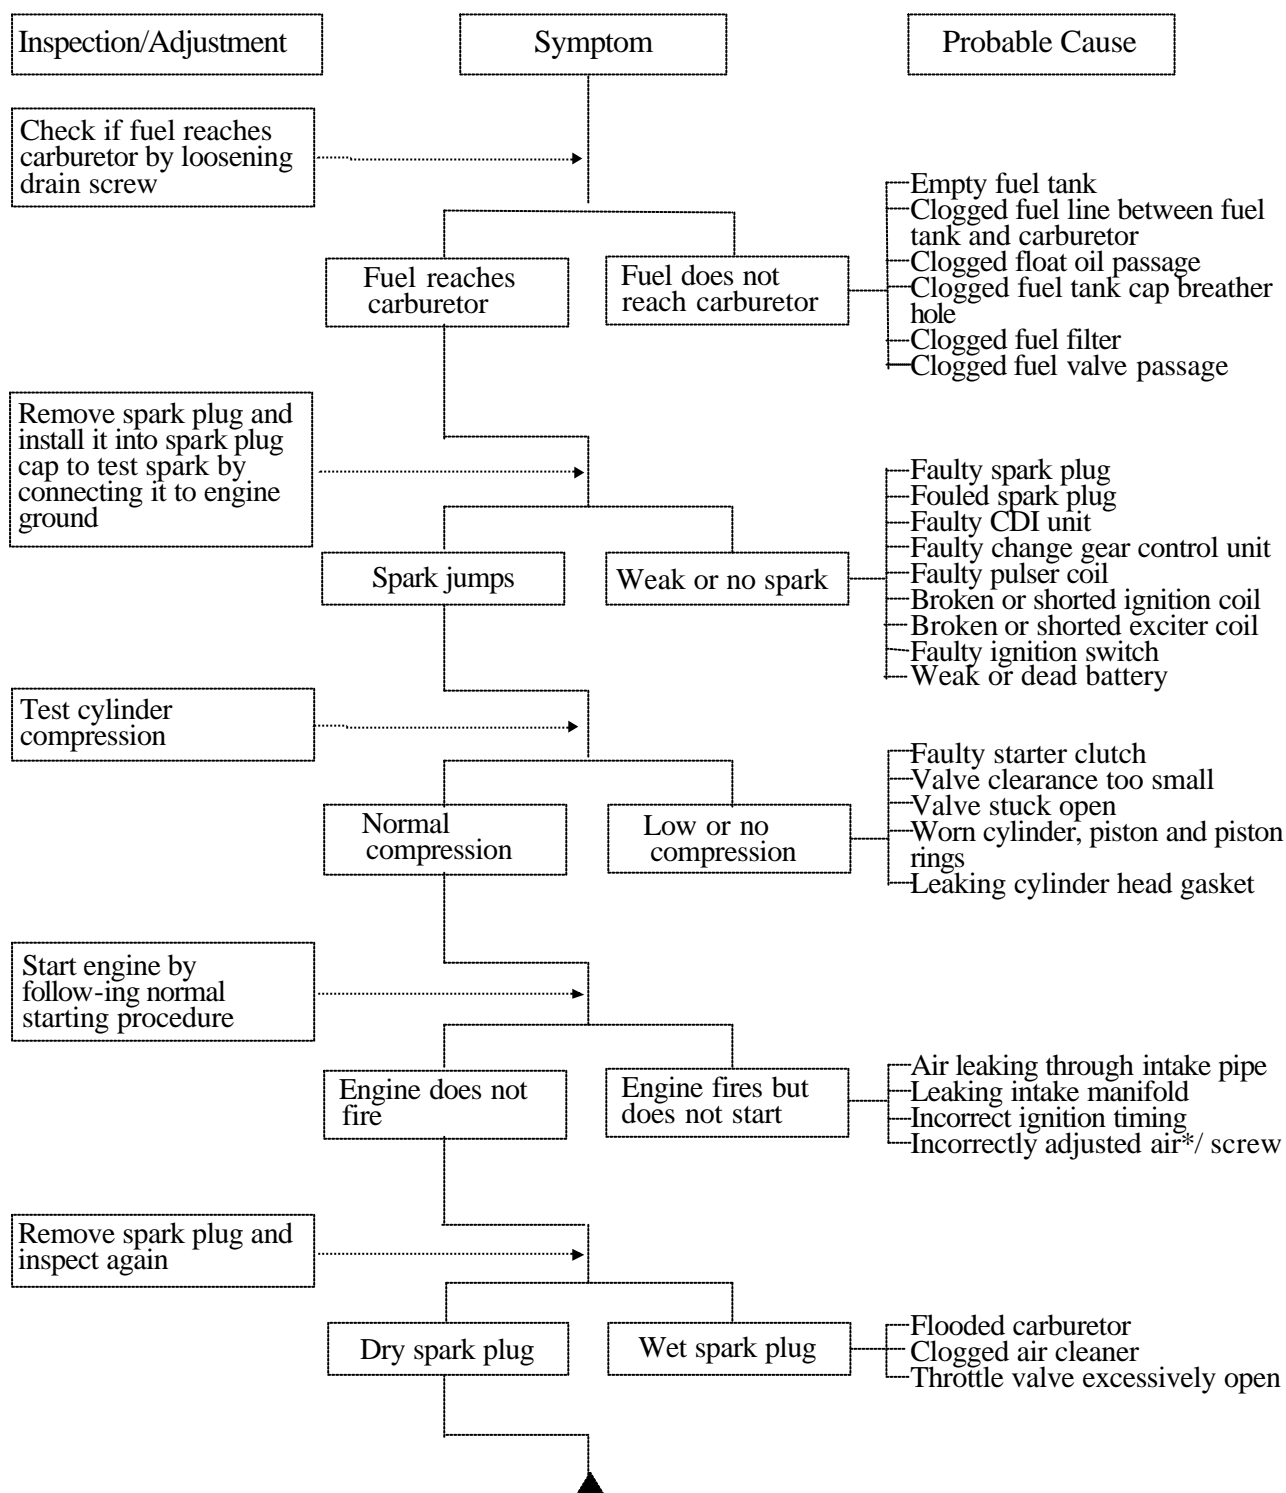 Inspection/Adjustment
Symptom
Probable Cause
Check if fuel reaches
carburetor by loosening
drain screw
Fuel reaches
carburetor
Fuel does not
reach carburetor
Empty fuel tank
Clogged fuel line between fuel
tank and carburetor
Clogged float oil passage
Clogged fuel tank cap breather
hole
Clogged fuel filter
Clogged fuel valve passage
Remove spark plug and
install it into spark plug
cap to test spark by
connecting it to engine
ground
Spark jumps
Weak or no spark
Faulty spark plug
Fouled spark plug
Faulty CDI unit
Faulty change gear control unit
Faulty pulser coil
Broken or shorted ignition coil
Broken or shorted exciter coil
Faulty ignition switch
Weak or dead battery
Test cylinder
compression
Normal
compression
Low or no
compression
Faulty starter clutch
Valve clearance too small
Valve stuck open
Worn cylinder, piston and piston
rings
Leaking cylinder head gasket
Start engine by
follow-ing normal
starting procedure
Engine does not
fire
Engine fires but
does not start
Air leaking through intake pipe
Leaking intake manifold
Incorrect ignition timing
Incorrectly adjusted air*/ screw
Remove spark plug and
inspect again
Dry spark plug
Wet spark plug
Flooded carburetor
Clogged air cleaner
Throttle valve excessively open